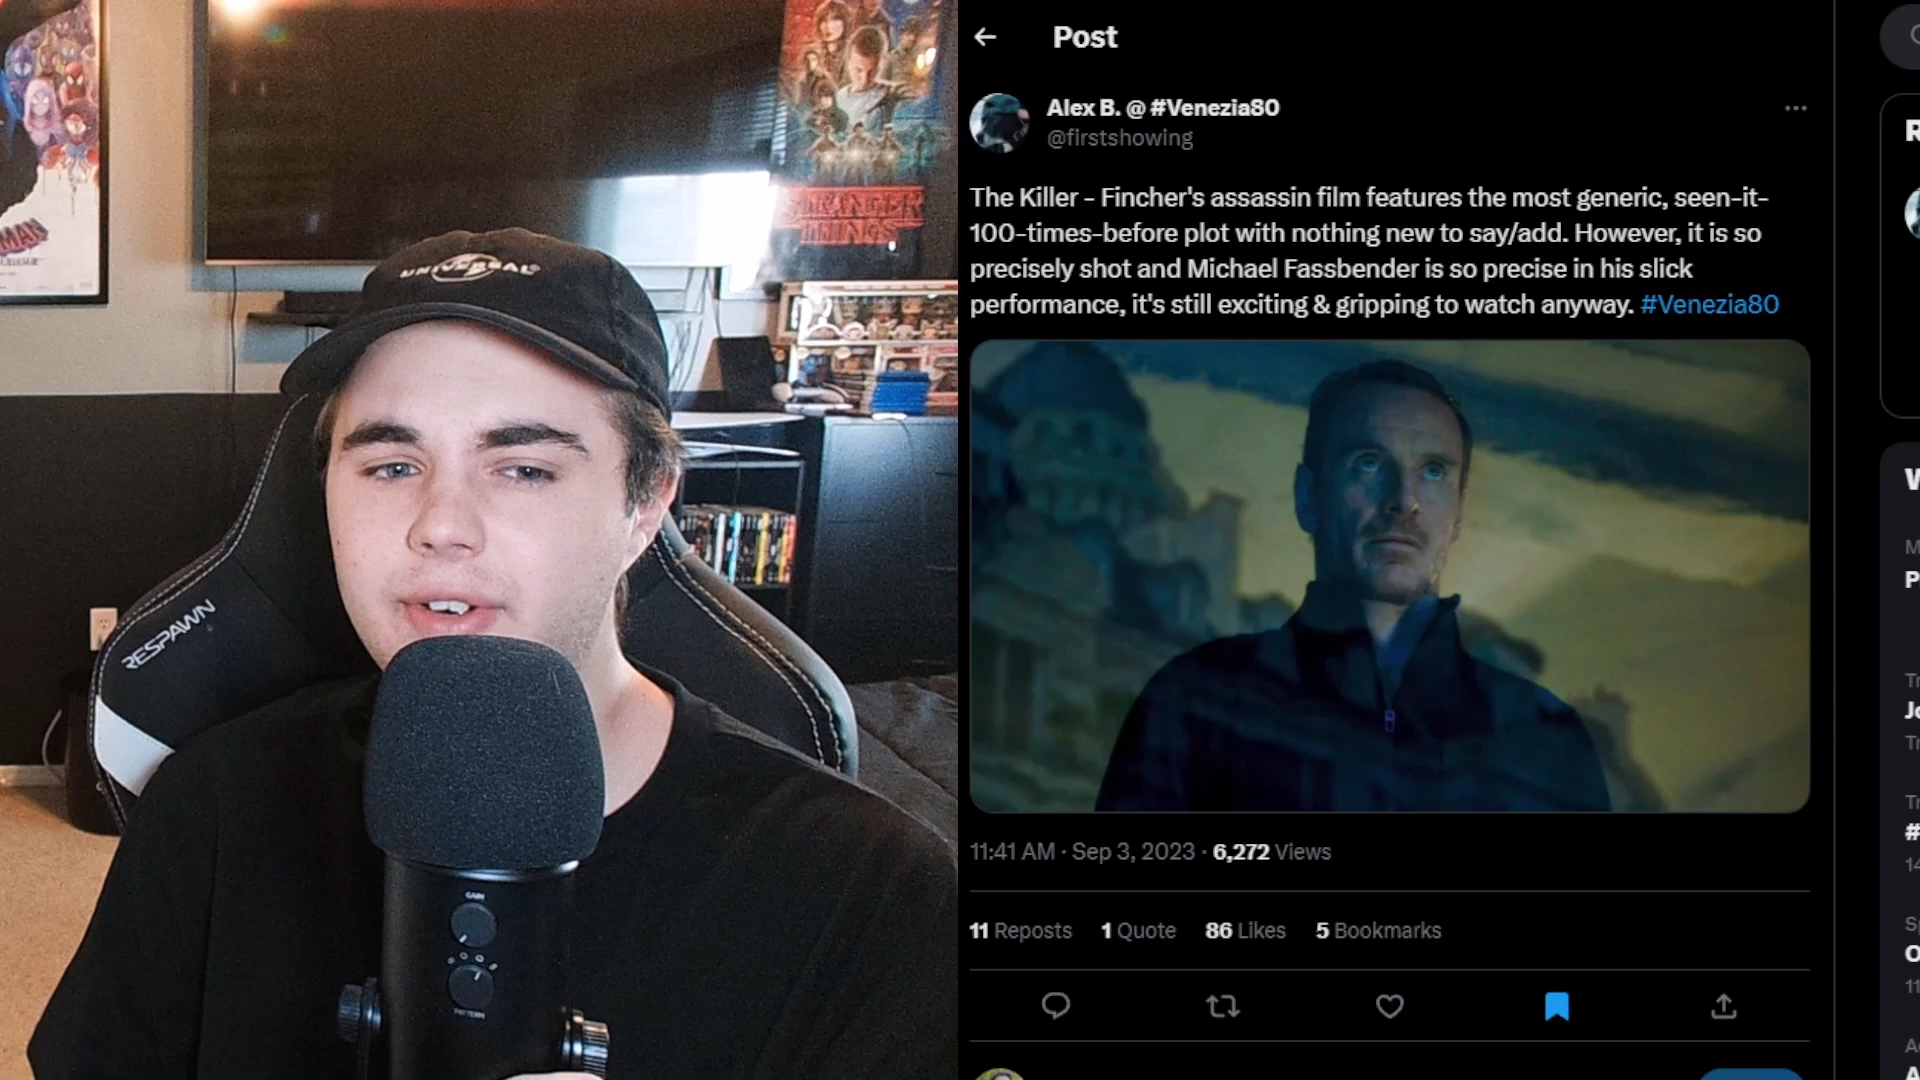 MAN
STRANGER
THINGS
UNIVERSAL
RESPAWN
GAIN
PATTERN
Post
Alex B. @ #Venezia80
@firstshowing
The Killer - Fincher's assassin film features the most generic, seen-it-
100-times-before plot with nothing new to say/add. However, it is so
precisely shot and Michael Fassbender is so precise in his slick
performance, it's still exciting & gripping to watch anyway. #Venezia80
11:41 AM · Sep 3, 2023 · 6,272 Views
11 Reposts 1 Quote 86 Likes 5 Bookmarks